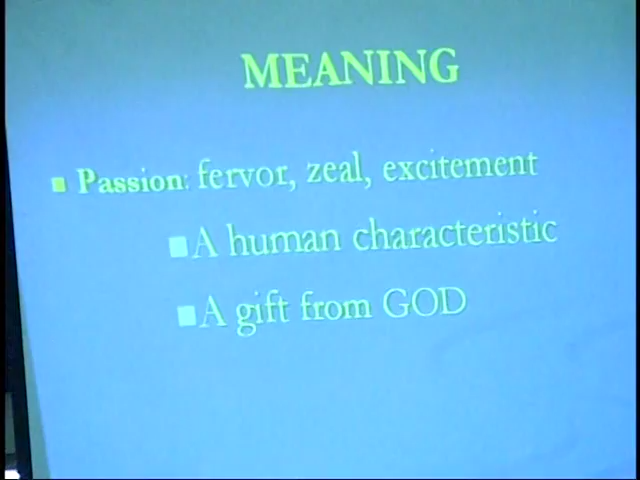 MEANING
Passion: fervor, zeal, excitement
A human characteristic
A gift from GOD